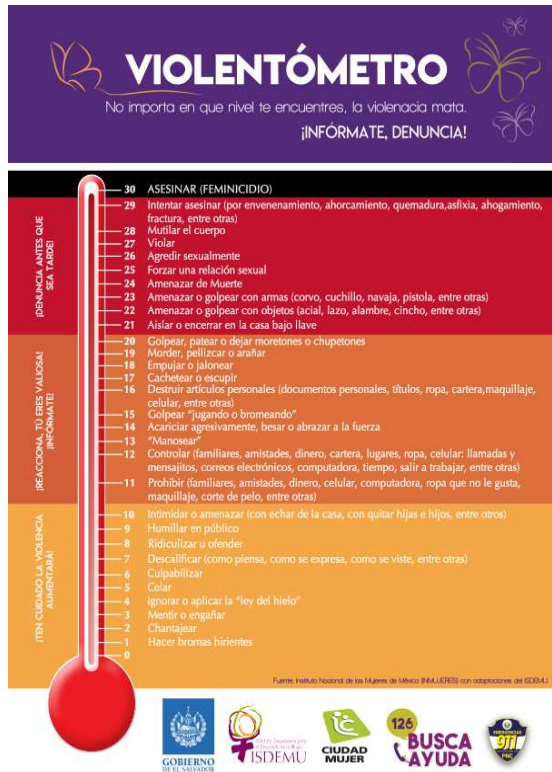 VIOLENTÓMETRO
No importa en que nivel te encuentres, la violenacia mata.
¡INFÓRMATE, DENUNCIA!
¡DENUNCIA ANTES QUE
SEA TARDE!
30 ASESINAR (FEMINICIDIO)
29 Intentar asesinar (por envenenamiento, ahorcamiento, quemadura,asfixia, ahogamiento,
fractura, entre otras)
28 Mutilar el cuerpo
27 Violar
26 Agredir sexualmente
25 Forzar una relación sexual
24 Amenazar de Muerte
23 Amenazar o golpear con armas (corvo, cuchillo, navaja, pistola, entre otras)
22 Amenazar o golpear con objetos (acial, lazo, alambre, cincho, entre otras)
21 Aislar o encerrar en la casa bajo llave
¡REACCIONA, TÚ ERES VALIOSA!
¡INFÓRMATE!
20 Golpear, patear o dejar moretones o chupetones
19 Morder, pellizcar o arañar
18 Empujar o jalonear
17 Cachetear o escupir
16 Destruir artículos personales (documentos personales, títulos, ropa, cartera,maquillaje,
celular, entre otras)
15 Golpear "jugando o bromeando"
14 Acariciar agresivamente, besar o abrazar a la fuerza
13 "Manosear"
12 Controlar (familiares, amistades, dinero, cartera, lugares, ropa, celular: llamadas y
mensajitos, correos electrónicos, computadora, tiempo, salir a trabajar, entre otras)
11 Prohibir (familiares, amistades, dinero, celular, computadora, ropa que no le gusta,
maquillaje, corte de pelo, entre otras)
¡TEN CUIDADO LA VIOLENCIA
AUMENTARÁ!
10 Intimidar o amenazar (con echar de la casa, con quitar hijas e hijos, entre otros)
9 Humillar en público
8 Ridiculizar u ofender
7 Descalificar (como piensa, como se expresa, como se viste, entre otras)
6 Culpabilizar
5 Celar
4 Ignorar o aplicar la "ley del hielo"
3 Mentir o engañar
2 Chantajear
1 Hacer bromas hirientes
0
Fuente: Instituto Nacional de las Mujeres de México (INMUJERES) con adaptaciones del ISDEMU.
GOBIERNO
DE EL SALVADOR
ISDEMU
CIUDAD
MUJER
126
BUSCA
AYUDA
EMERGENCIAS
911
PNC